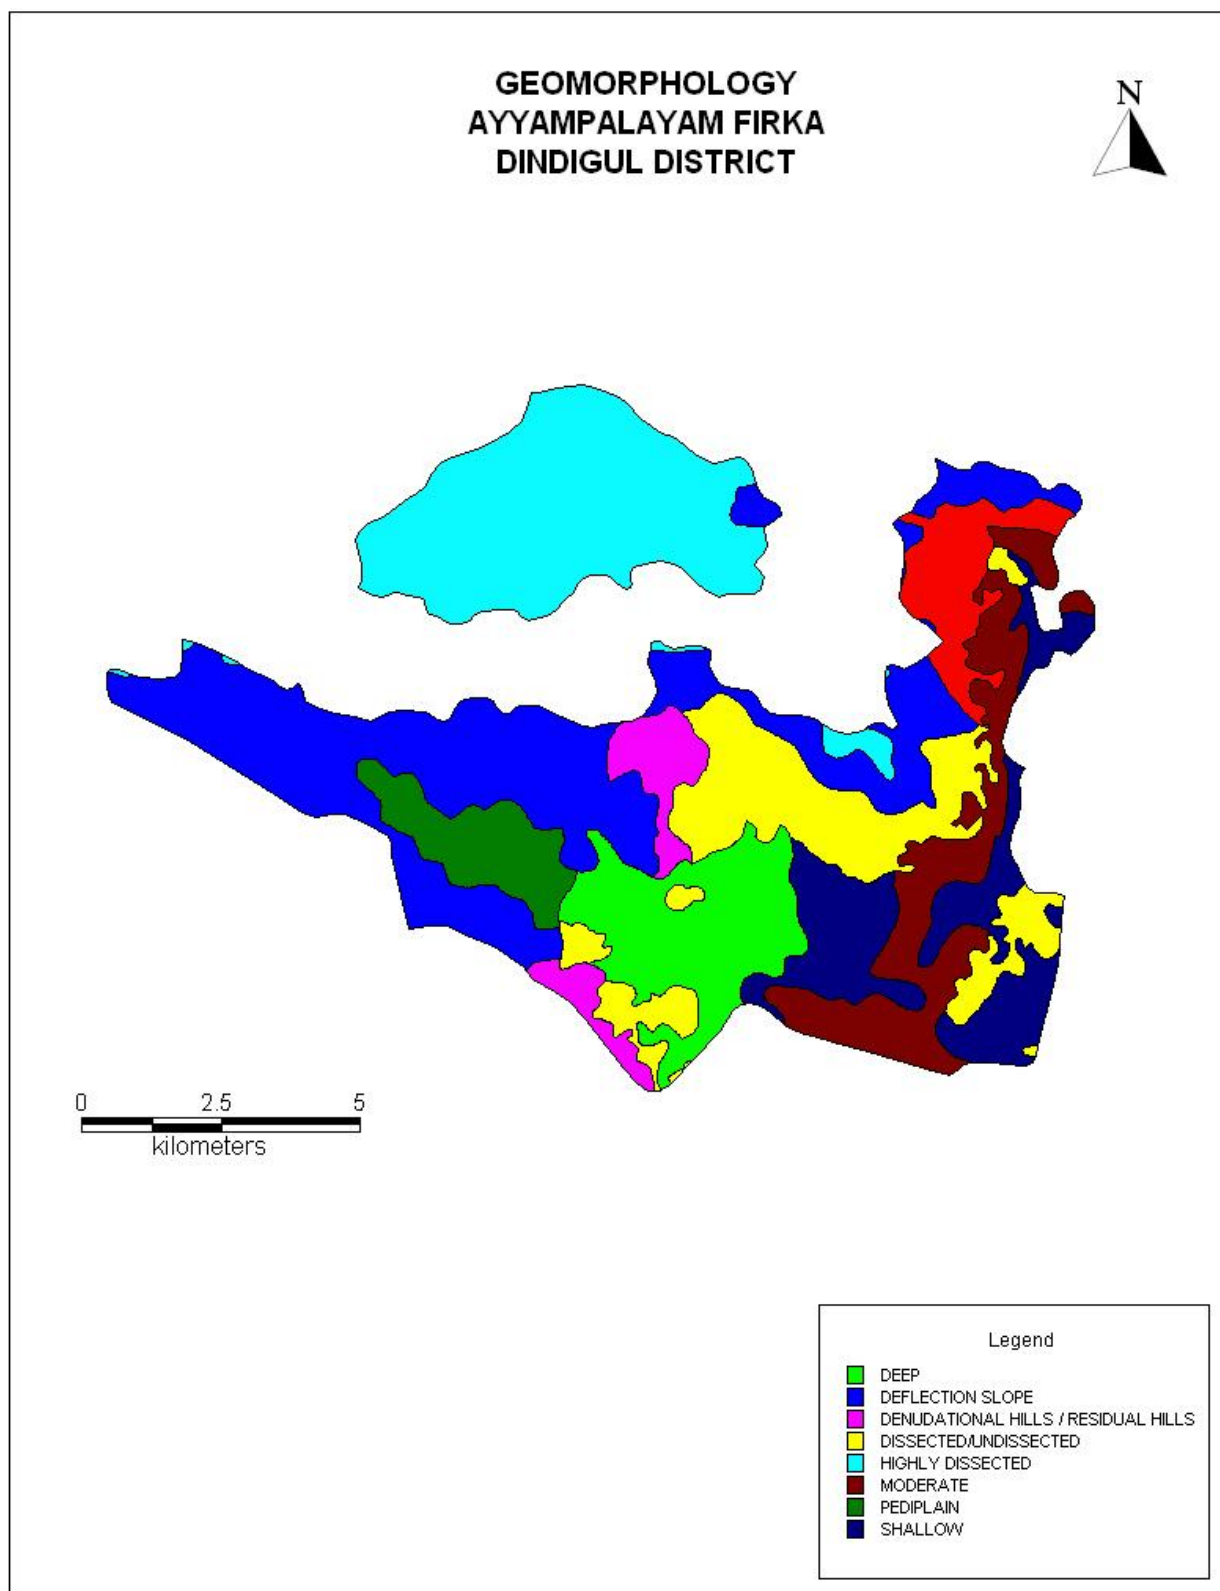 GEOMORPHOLOGY
AYYAMPALAYAM FIRKA
DINDIGUL DISTRICT
N
0 2.5 5
kilometers
Legend
DEEP
DEFLECTION SLOPE
DENUDATIONAL HILLS / RESIDUAL HILLS
DISSECTED/UNDISSECTED
HIGHLY DISSECTED
MODERATE
PEDIPLAIN
SHALLOW